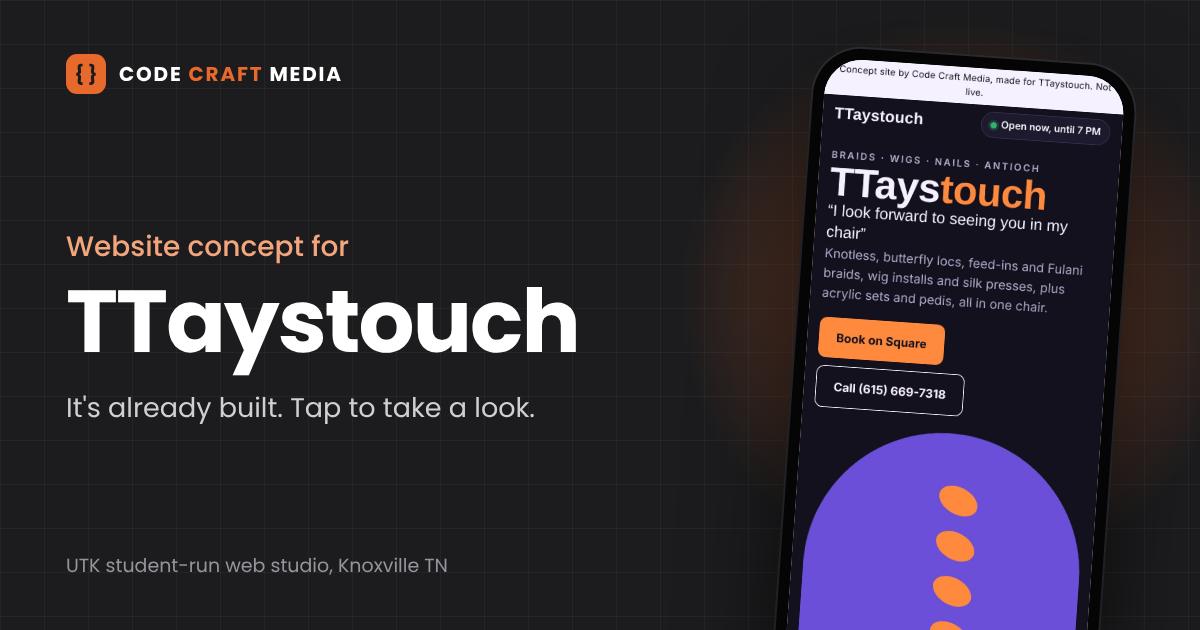 { }
CODE CRAFT MEDIA
Website concept for
TTaystouch
It's already built. Tap to take a look.
UTK student-run web studio, Knoxville TN
Concept site by Code Craft Media, made for TTaystouch. Not
live.
TTaystouch
Open now, until 7 PM
BRAIDS · WIGS · NAILS · ANTIOCH
TTaystouch
“I look forward to seeing you in my
chair”
Knotless, butterfly locs, feed-ins and Fulani
braids, wig installs and silk presses, plus
acrylic sets and pedis, all in one chair.
Book on Square
Call (615) 669-7318